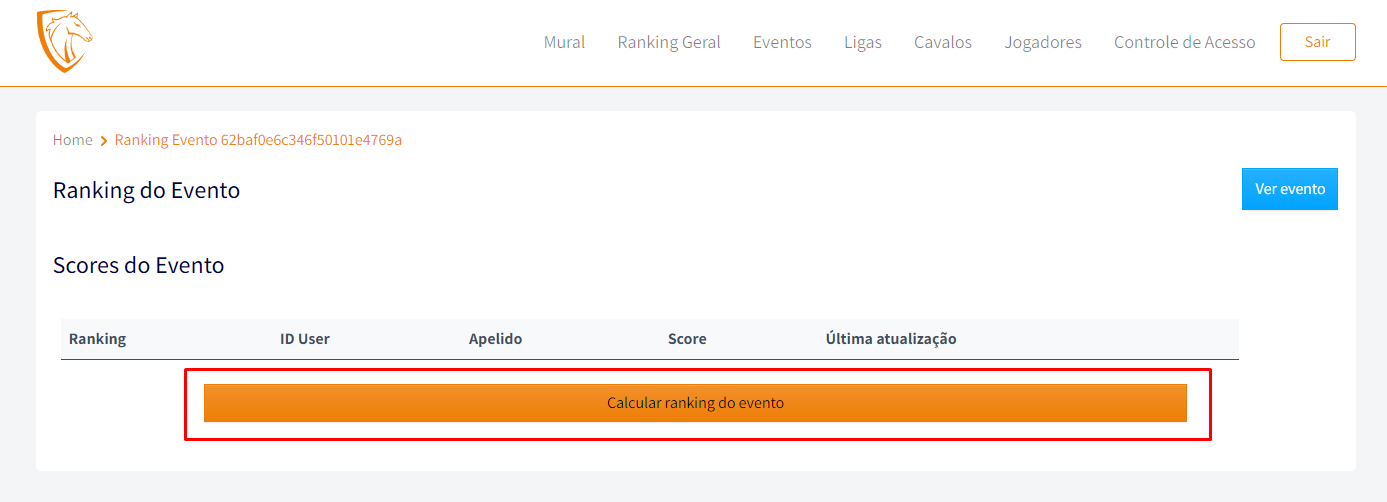 Mural Ranking Geral Eventos Ligas Cavalos Jogadores Controle de Acesso Sair
Home > Ranking Evento 62baf0e6c346f50101e4769a
Ranking do Evento
Ver evento
Scores do Evento
Ranking ID User Apelido Score Última atualização
Calcular ranking do evento